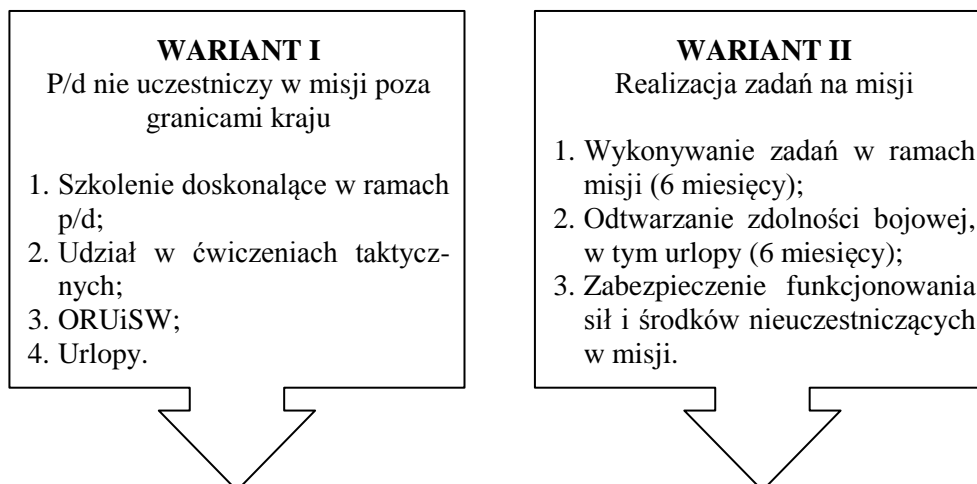 WARIANT I
P/d nie uczestniczy w misji poza
granicami kraju
1. Szkolenie doskonalące w ramach
p/d;
2. Udział w ćwiczeniach taktycz-
nych;
3. ORUiSW;
4. Urlopy.
WARIANT II
Realizacja zadań na misji
1. Wykonywanie zadań w ramach
misji (6 miesięcy);
2. Odtwarzanie zdolności bojowej,
w tym urlopy (6 miesięcy);
3. Zabezpieczenie funkcjonowania
sił i środków nieuczestniczących
w misji.